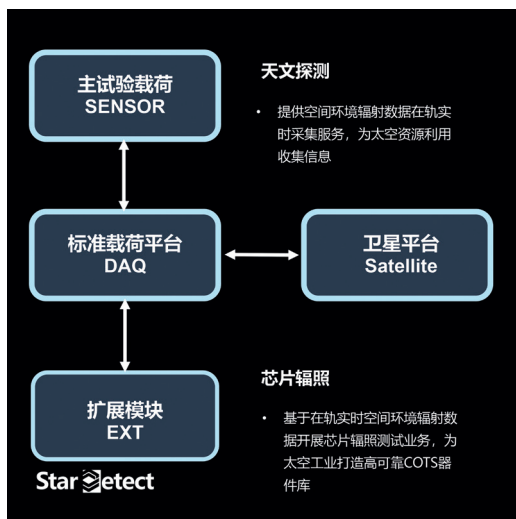 主试验载荷
SENSOR
天文探测
• 提供空间环境辐射数据在轨实
时采集服务，为太空资源利用
收集信息
标准载荷平台
DAQ
卫星平台
Satellite
扩展模块
EXT
芯片辐照
• 基于在轨实时空间环境辐射数
据开展芯片辐照测试业务，为
太空工业打造高可靠COTS器
件库
Star Detect